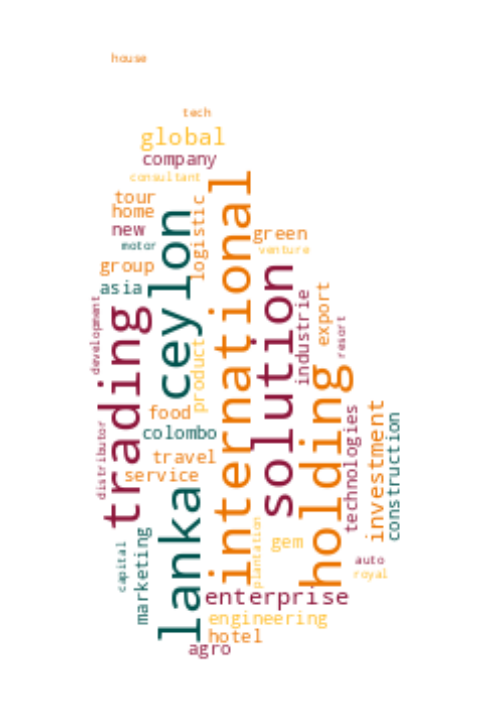 house
tech
global
company
consultant
tour
home
new
motor
group
asia
logistic
international
green
venture
ceylon
development
trading
solution
industrie
export
resort
product
holding
food
colombo
travel
service
distributor
technologies
investment
construction
lanka
capital
marketing
plantation
gem
auto
royal
enterprise
engineering
hotel
agro